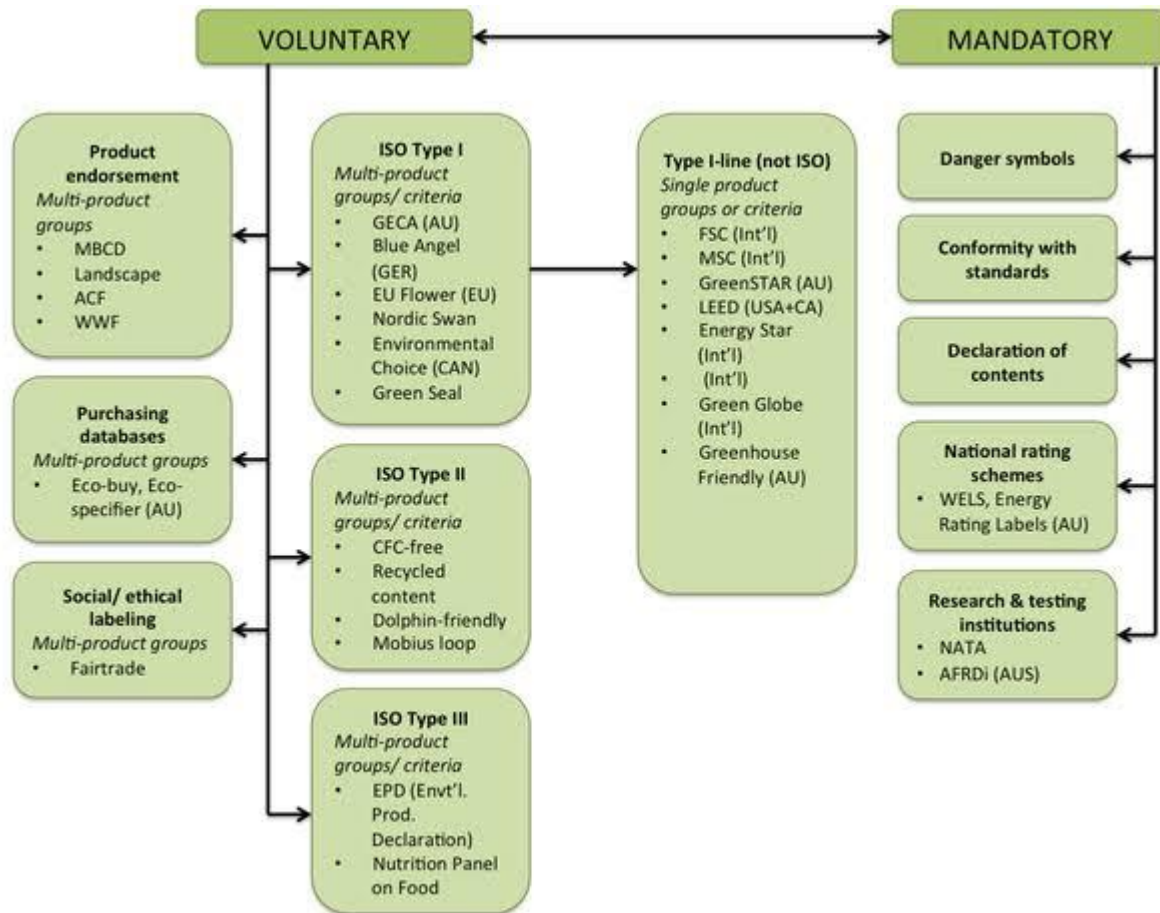 VOLUNTARY
MANDATORY
Product
endorsement
Multi-product
groups
• MBCD
• Landscape
• ACF
• WWF
Purchasing
databases
Multi-product groups
• Eco-buy, Eco-
specifier (AU)
Social/ ethical
labeling
Multi-product groups
• Fairtrade
ISO Type I
Multi-product
groups/ criteria
• GECA (AU)
• Blue Angel
(GER)
• EU Flower (EU)
• Nordic Swan
• Environmental
Choice (CAN)
• Green Seal
ISO Type II
Multi-product
groups/ criteria
• CFC-free
• Recycled
content
• Dolphin-friendly
• Mobius loop
ISO Type III
Multi-product
groups/ criteria
• EPD (Envt'l.
Prod.
Declaration)
• Nutrition Panel
on Food
Type I-line (not ISO)
Single product
groups or criteria
• FSC (Int'l)
• MSC (Int'l)
• GreenSTAR (AU)
• LEED (USA+CA)
• Energy Star
(Int'l)
• (Int'l)
• Green Globe
(Int'l)
• Greenhouse
Friendly (AU)
Danger symbols
Conformity with
standards
Declaration of
contents
National rating
schemes
• WELS, Energy
Rating Labels (AU)
Research & testing
institutions
• NATA
• AFRDi (AUS)